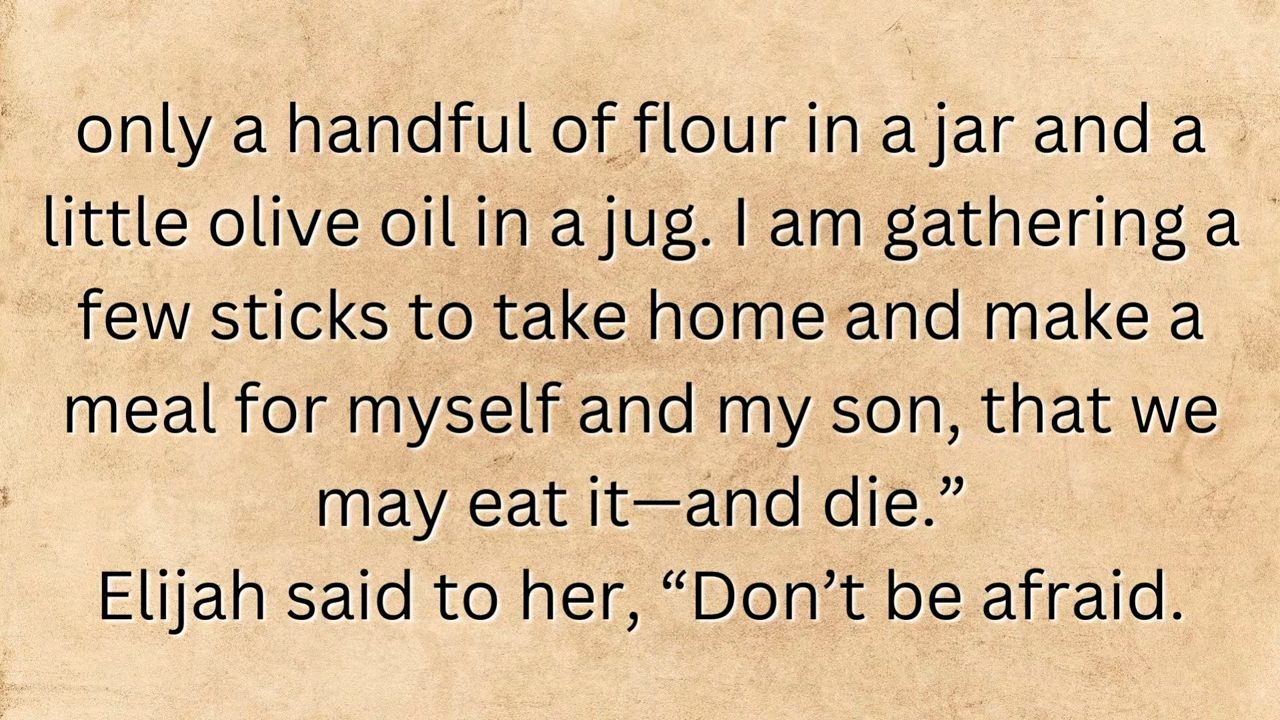 only a handful of flour in a jar and a
little olive oil in a jug. I am gathering a
few sticks to take home and make a
meal for myself and my son, that we
may eat it—and die.”
Elijah said to her, “Don’t be afraid.